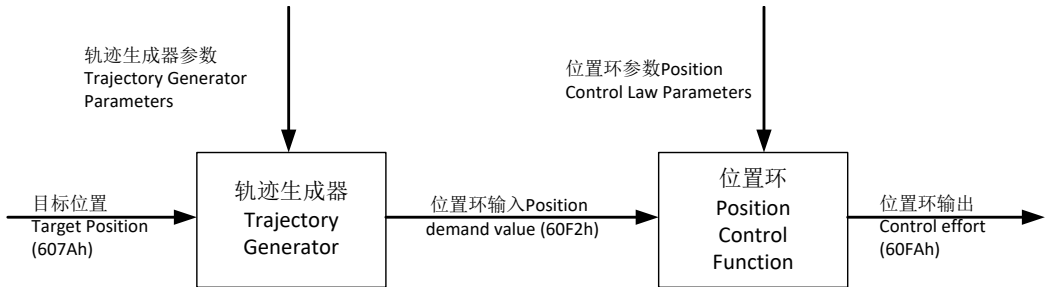 轨迹生成器参数
Trajectory Generator
Parameters
位置环参数Position
Control Law Parameters
目标位置
Target Position
(607Ah)
轨迹生成器
Trajectory
Generator
位置环输入Position
demand value (60F2h)
位置环
Position
Control
Function
位置环输出
Control effort
(60FAh)